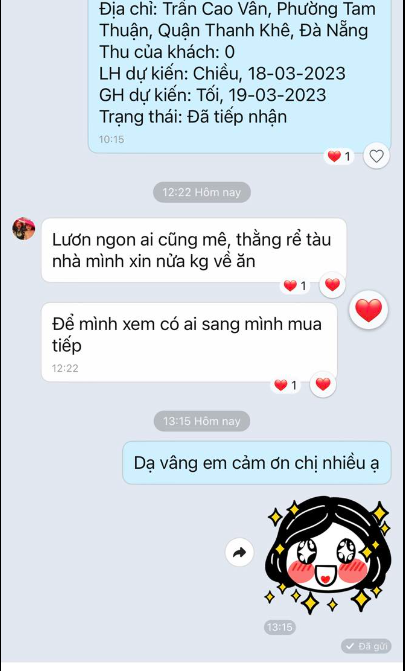 Địa chỉ: Trần Cao Vân, Phường Tam
Thuận, Quận Thanh Khê, Đà Nẵng
Thu của khách: 0
LH dự kiến: Chiều, 18-03-2023
GH dự kiến: Tối, 19-03-2023
Trạng thái: Đã tiếp nhận
10:15
1
12:22 Hôm nay
Lươn ngon ai cũng mê, thằng rể tàu
nhà mình xin nửa kg về ăn
1
Để mình xem có ai sang mình mua
tiếp
12:22
1
13:15 Hôm nay
Dạ vâng em cảm ơn chị nhiều ạ
13:15
Đã gửi